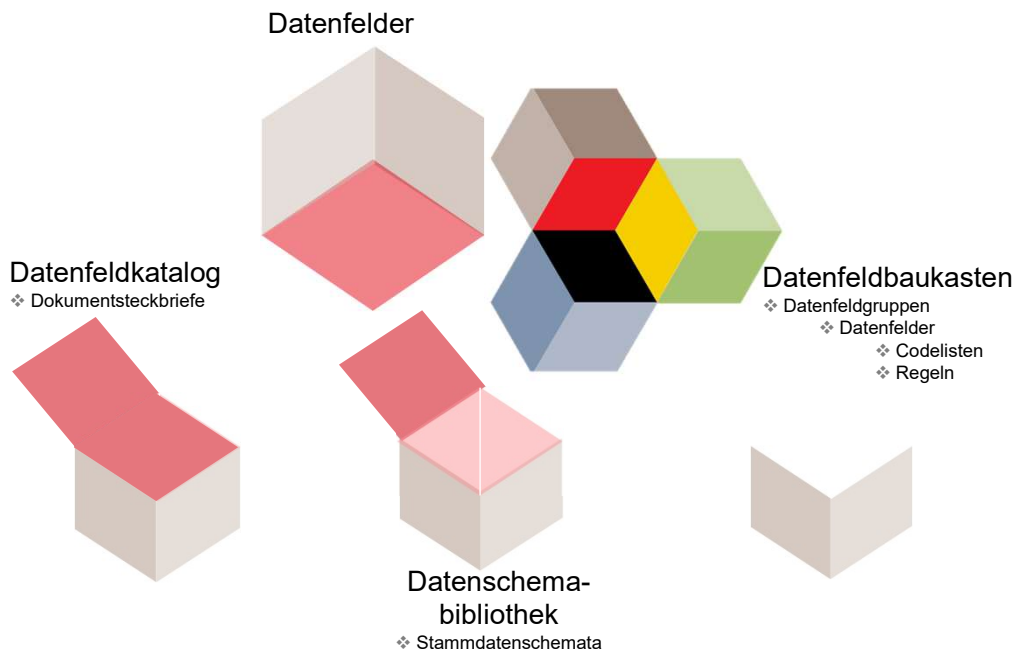 Datenfelder
Datenfeldkatalog
❖ Dokumentsteckbriefe
Datenfeldbaukasten
❖ Datenfeldgruppen
❖ Datenfelder
❖ Codelisten
❖ Regeln
Datenschema-
bibliothek
❖ Stammdatenschemata